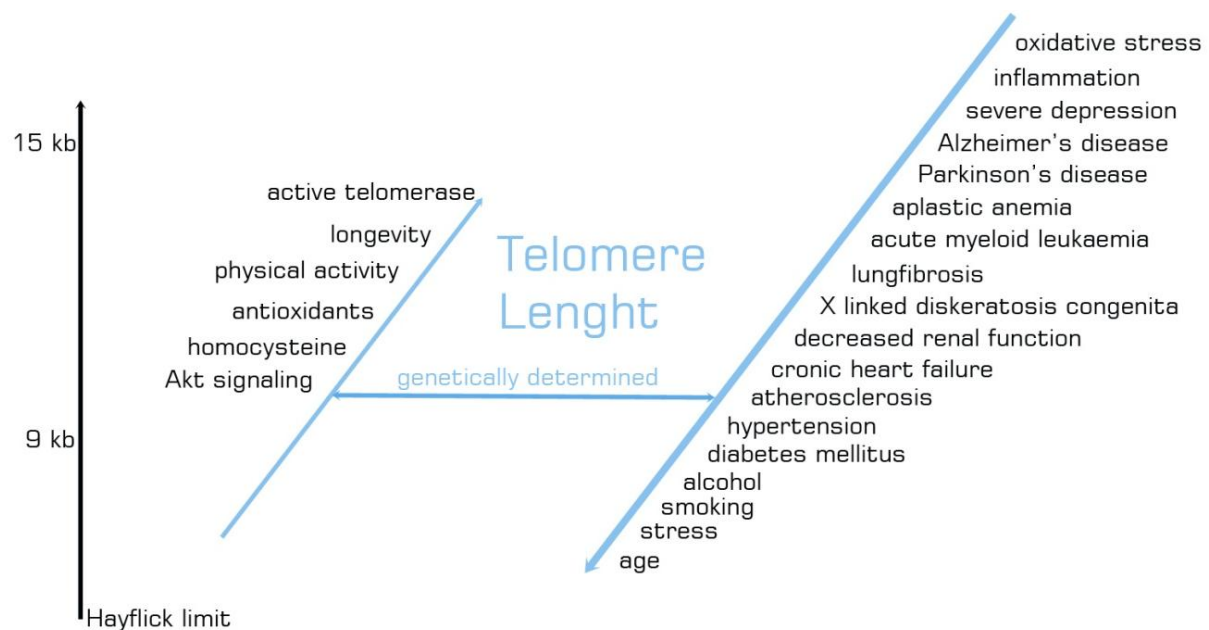 15 kb
9 kb
Hayflick limit
active telomerase
longevity
physical activity
antioxidants
homocysteine
Akt signaling
Telomere
Lenght
genetically determined
oxidative stress
inflammation
severe depression
Alzheimer's disease
Parkinson's disease
aplastic anemia
acute myeloid leukaemia
lungfibrosis
X linked diskeratosis congenita
decreased renal function
cronic heart failure
atherosclerosis
hypertension
diabetes mellitus
alcohol
smoking
stress
age